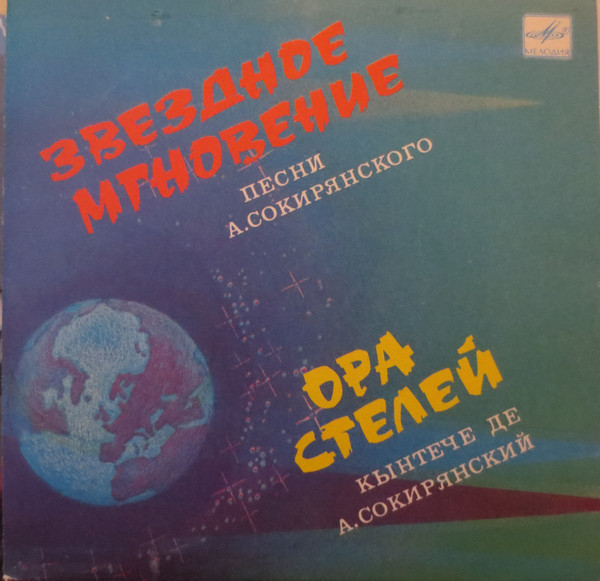 МЕЛОДИЯ
ЗВЕЗДНОЕ
МГНОВЕНИЕ
ПЕСНИ
А.СОКИРЯНСКОГО
ОРА
СТЕЛЕЙ
КЫНТЕЧЕ ДЕ
А.СОКИРЯНСКИЙ